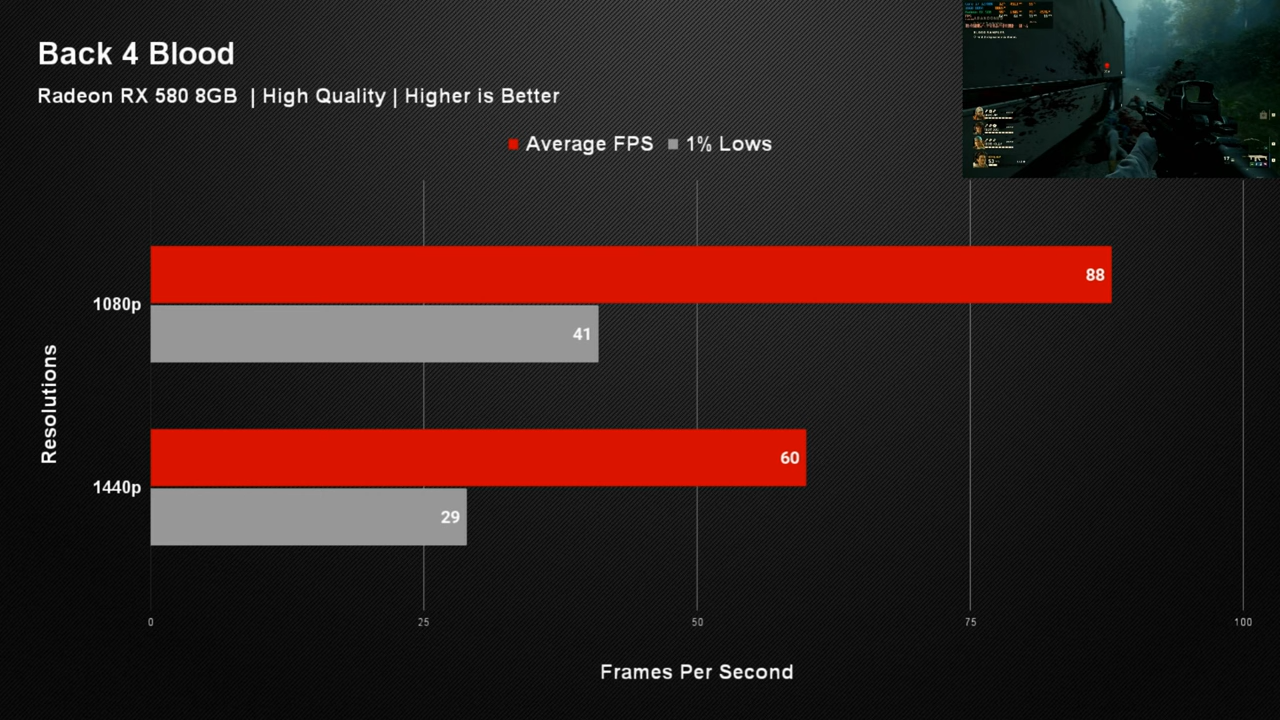 Back 4 Blood
Radeon RX 580 8GB | High Quality | Higher is Better
Average FPS 1% Lows
88
1080p
41
Resolutions
60
1440p
29
0 25 50 75 100
Frames Per Second